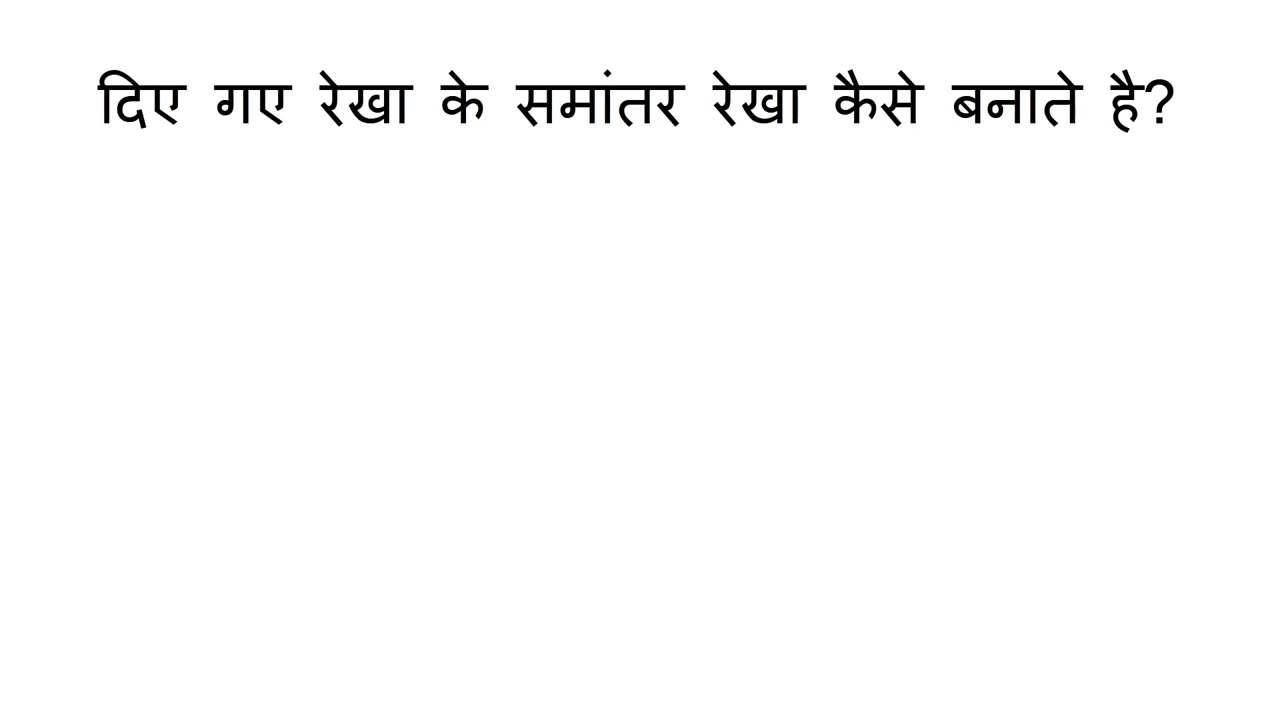 दिए गए रेखा के समांतर रेखा कैसे बनाते है?